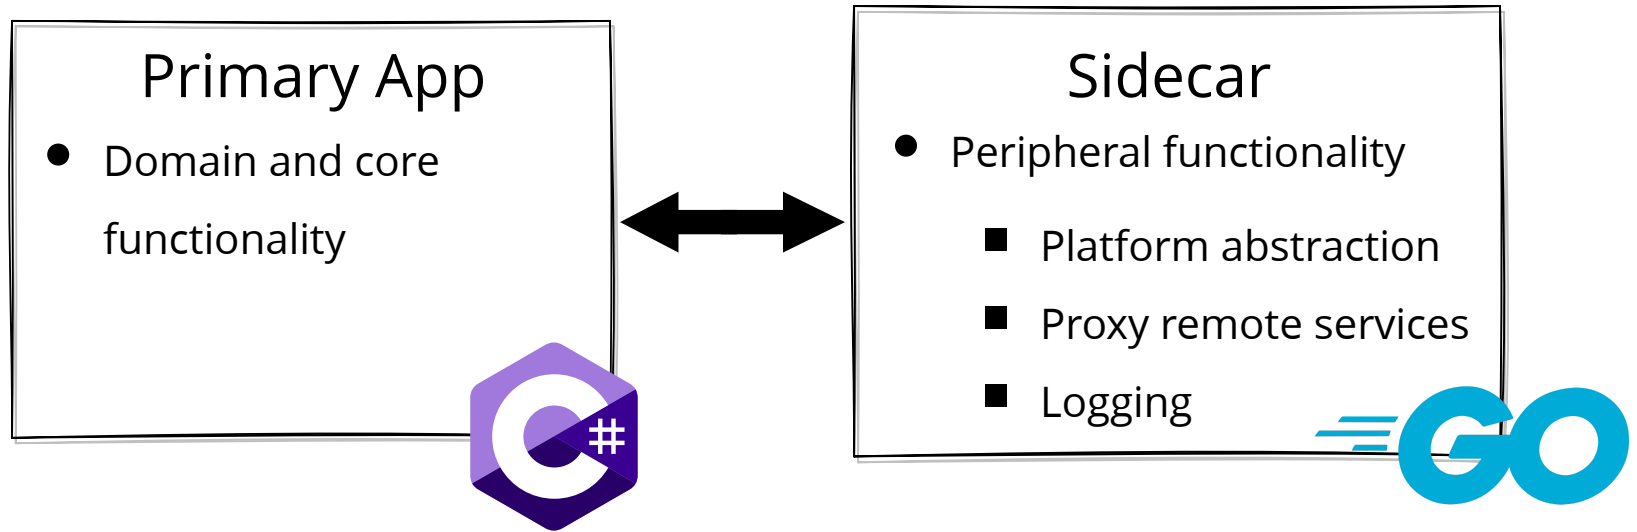 Primary App
Domain and core
functionality
C#
Sidecar
Peripheral functionality
Platform abstraction
Proxy remote services
Logging
GO